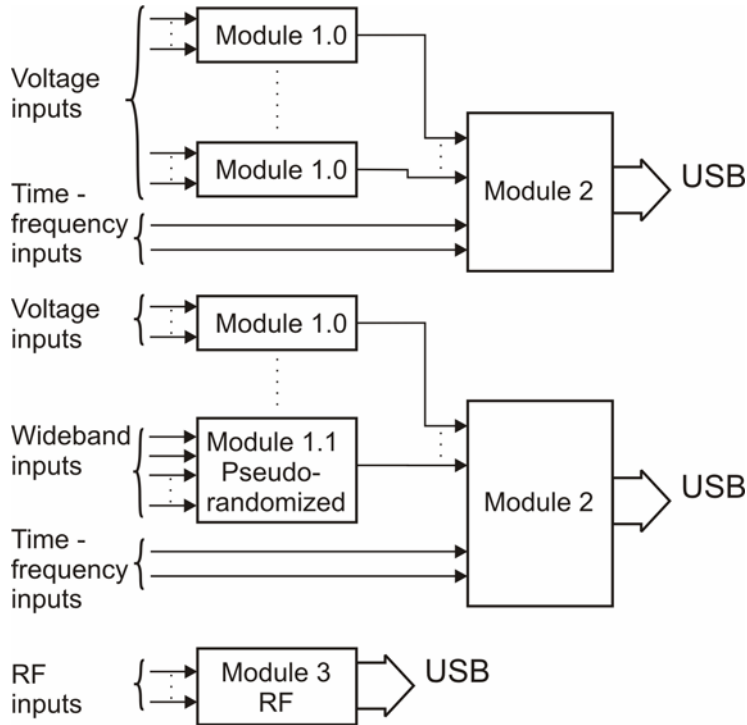 Voltage
inputs
Module 1.0
Module 1.0
Time -
frequency
inputs
Module 2
USB
Voltage
inputs
Module 1.0
Wideband
inputs
Module 1.1
Pseudo-
randomized
Time -
frequency
inputs
Module 2
USB
RF
inputs
Module 3
RF
USB